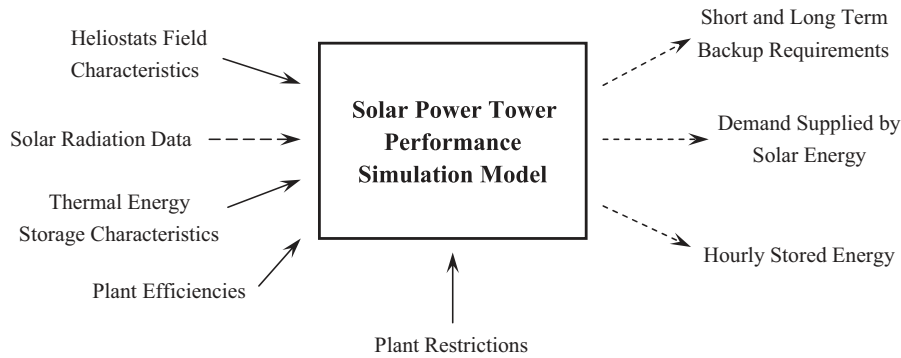 Heliostats Field
Characteristics
Solar Radiation Data
Thermal Energy
Storage Characteristics
Plant Efficiencies
Solar Power Tower
Performance
Simulation Model
Plant Restrictions
Short and Long Term
Backup Requirements
Demand Supplied by
Solar Energy
Hourly Stored Energy